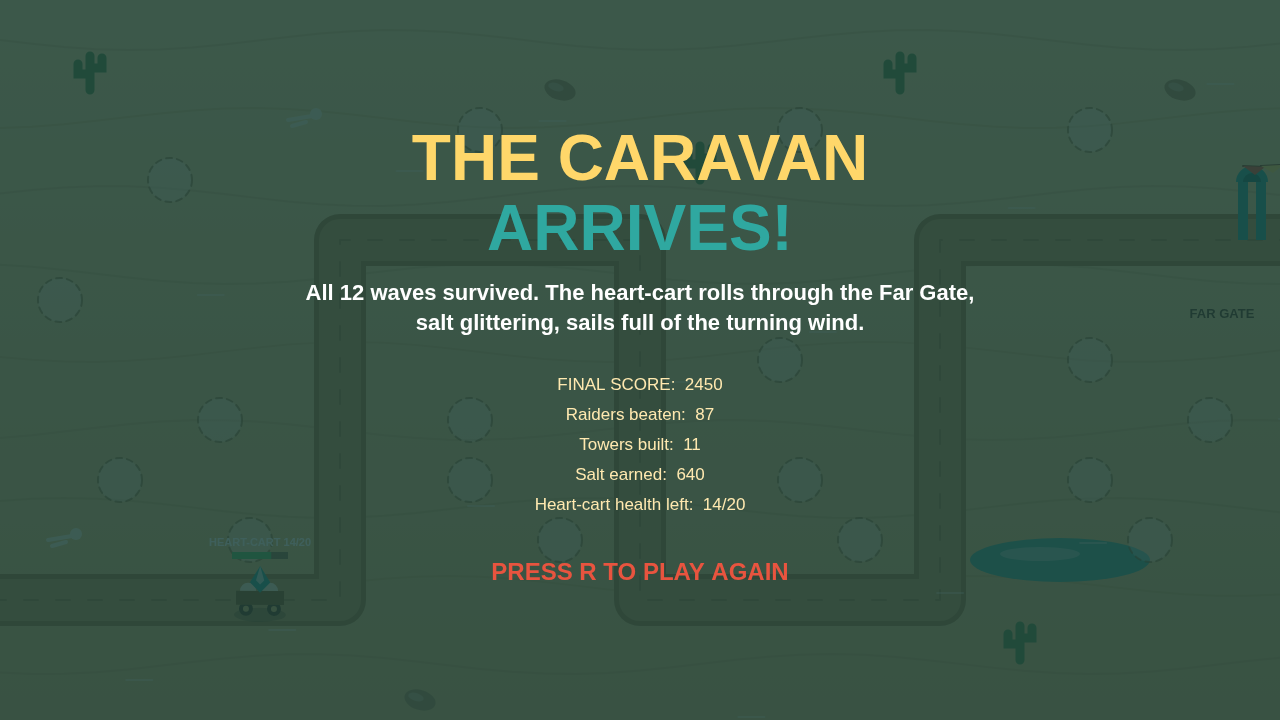 THE CARAVAN
ARRIVES!
All 12 waves survived. The heart-cart rolls through the Far Gate,
salt glittering, sails full of the turning wind.
FAR GATE
FINAL SCORE: 2450
Raiders beaten: 87
Towers built: 11
Salt earned: 640
Heart-cart health left: 14/20
HEART-CART 14/20
PRESS R TO PLAY AGAIN